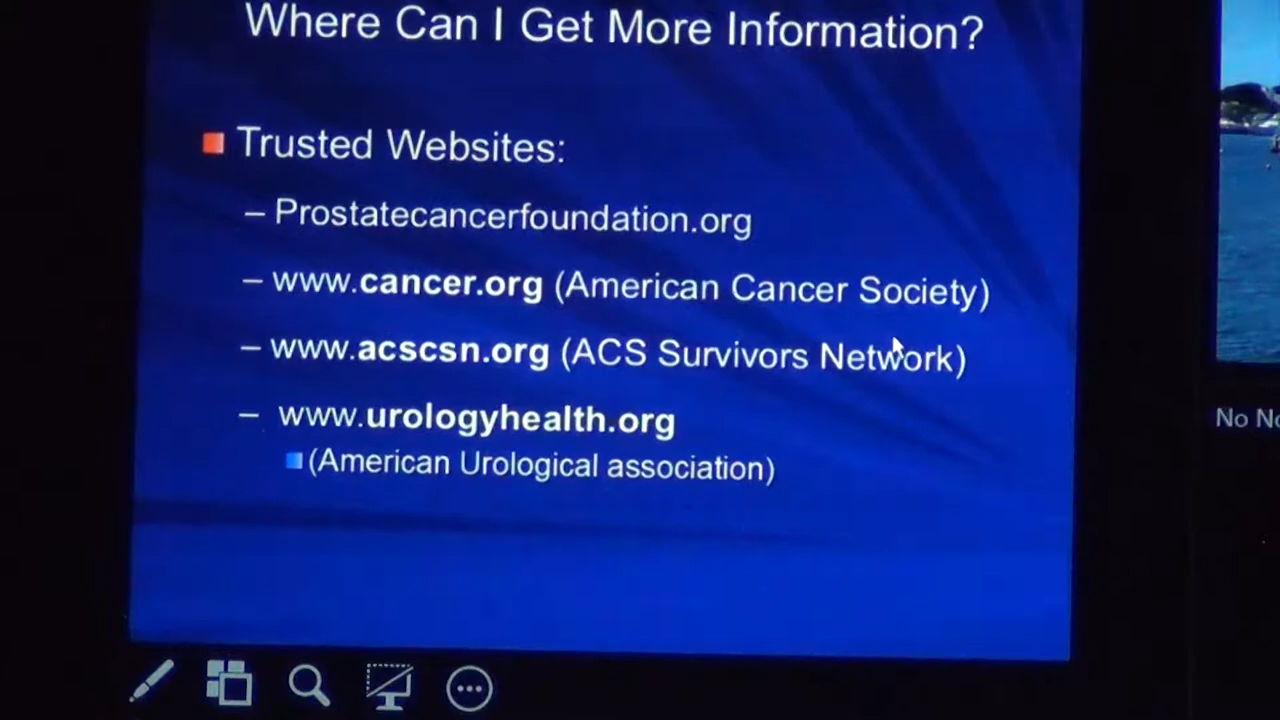 Where Can I Get More Information?
Trusted Websites:
– Prostatecancerfoundation.org
– www.cancer.org (American Cancer Society)
– www.acscsn.org (ACS Survivors Network)
– www.urologyhealth.org
(American Urological association)
No